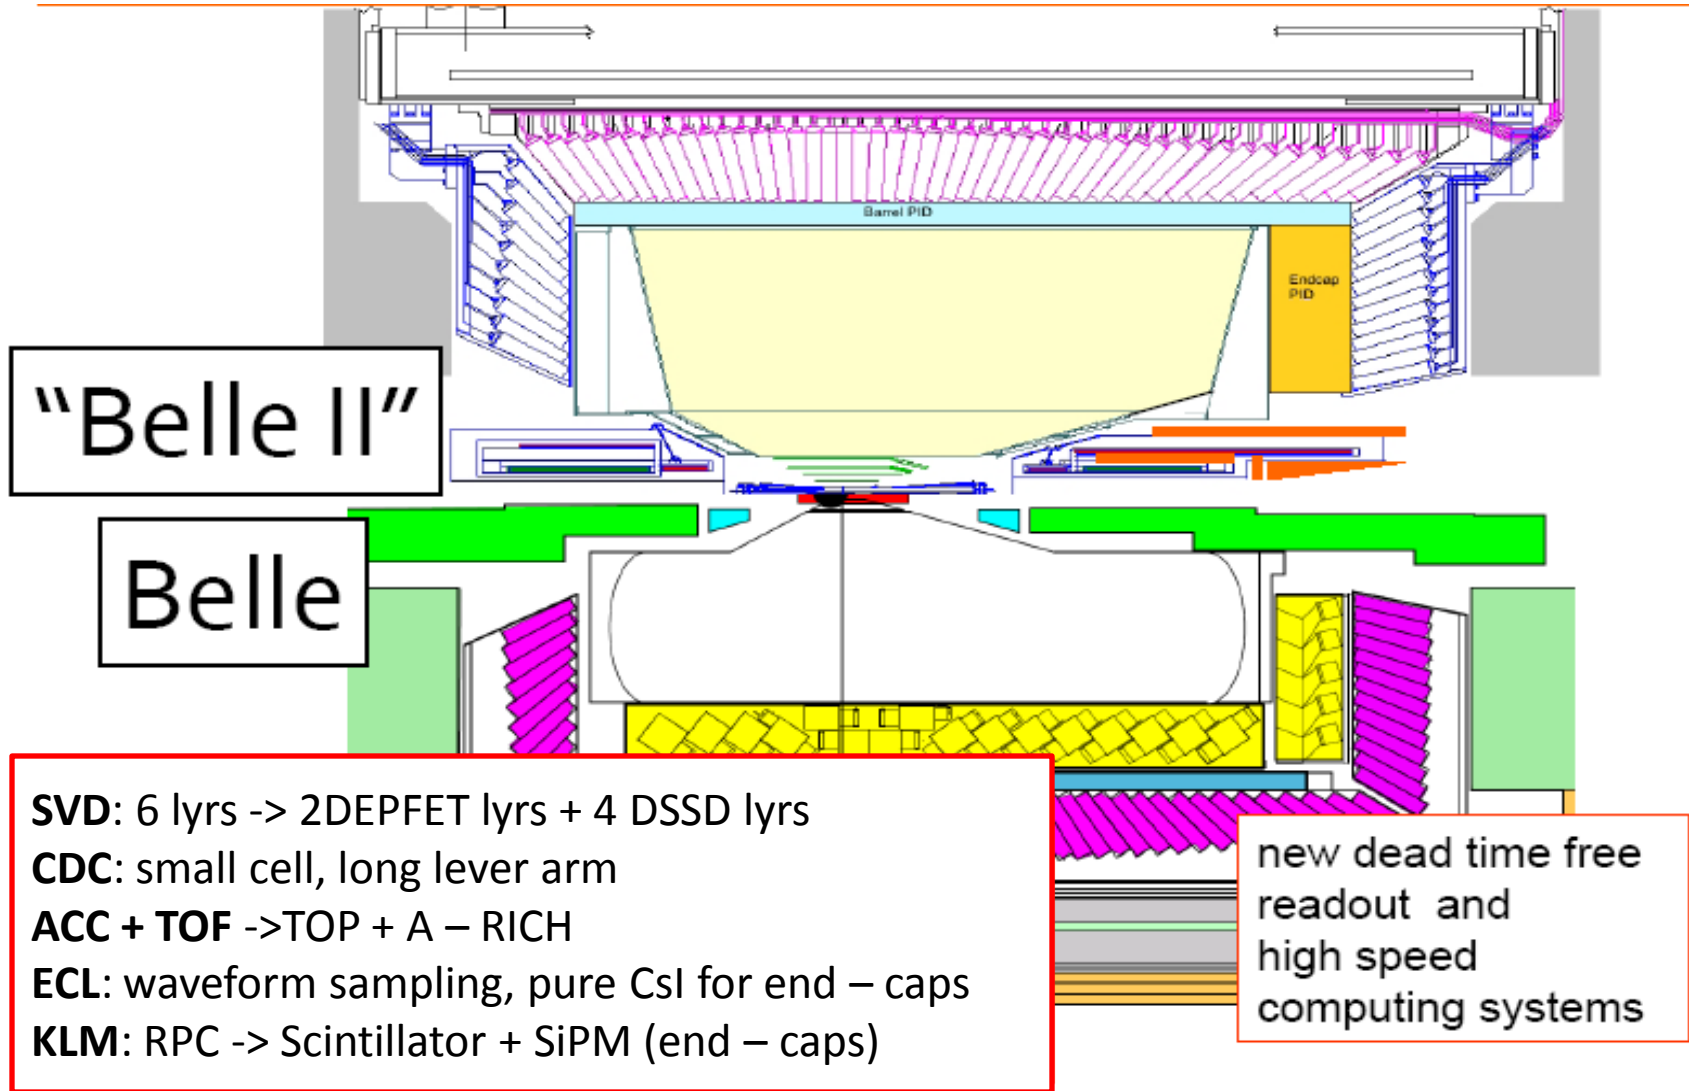 Barrel PID
Endcap
PID
“Belle II”
Belle
SVD: 6 lyrs -> 2DEPFET lyrs + 4 DSSD lyrs
CDC: small cell, long lever arm
ACC + TOF ->TOP + A – RICH
ECL: waveform sampling, pure CsI for end – caps
KLM: RPC -> Scintillator + SiPM (end – caps)
new dead time free
readout and
high speed
computing systems